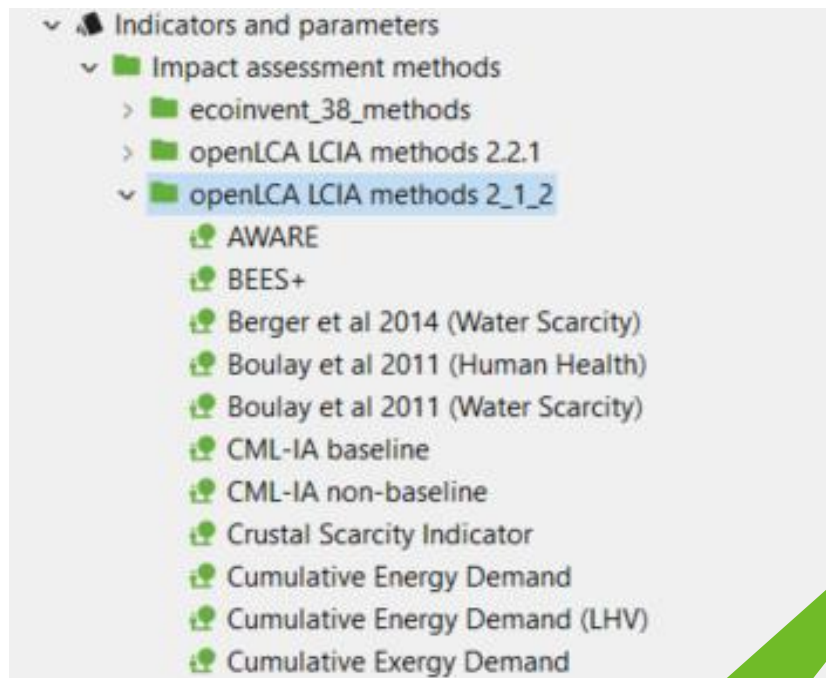 Indicators and parameters
Impact assessment methods
ecoinvent_38_methods
openLCA LCIA methods 2.2.1
openLCA LCIA methods 2_1_2
AWARE
BEES+
Berger et al 2014 (Water Scarcity)
Boulay et al 2011 (Human Health)
Boulay et al 2011 (Water Scarcity)
CML-IA baseline
CML-IA non-baseline
Crustal Scarcity Indicator
Cumulative Energy Demand
Cumulative Energy Demand (LHV)
Cumulative Exergy Demand